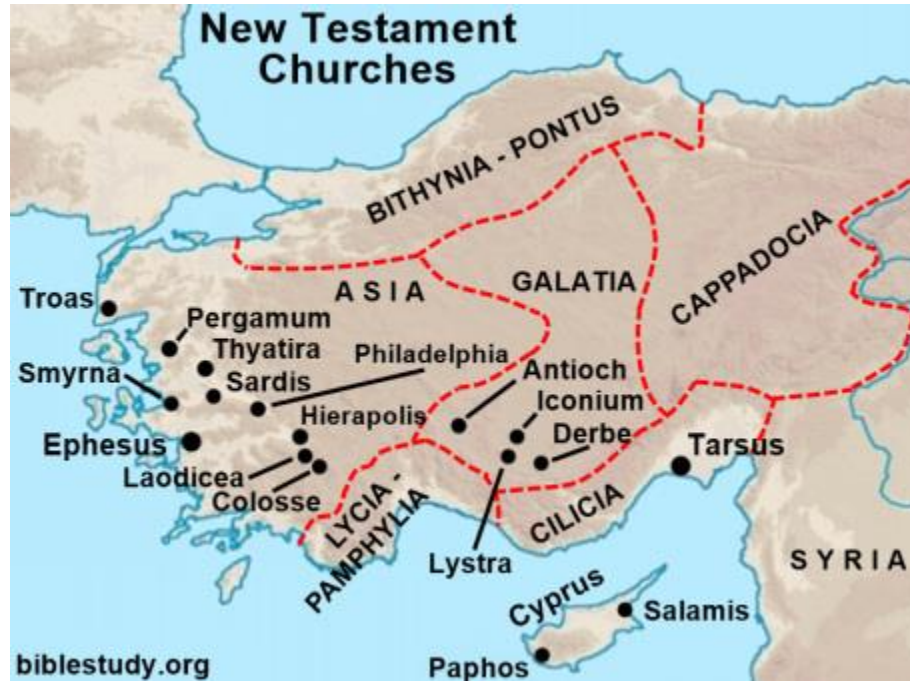 New Testament
Churches
BITHYNIA - PONTUS
ASIA
GALATIA
CAPPADOCIA
Troas
Pergamum
Thyatira
Philadelphia
Smyrna
Sardis
Antioch
Hierapolis
Iconium
Ephesus
Derbe
Tarsus
Laodicea
Colosse
LYCIA -
PAMPHYLIA
CILICIA
Lystra
SYRIA
Cyprus
Salamis
Paphos
biblestudy.org